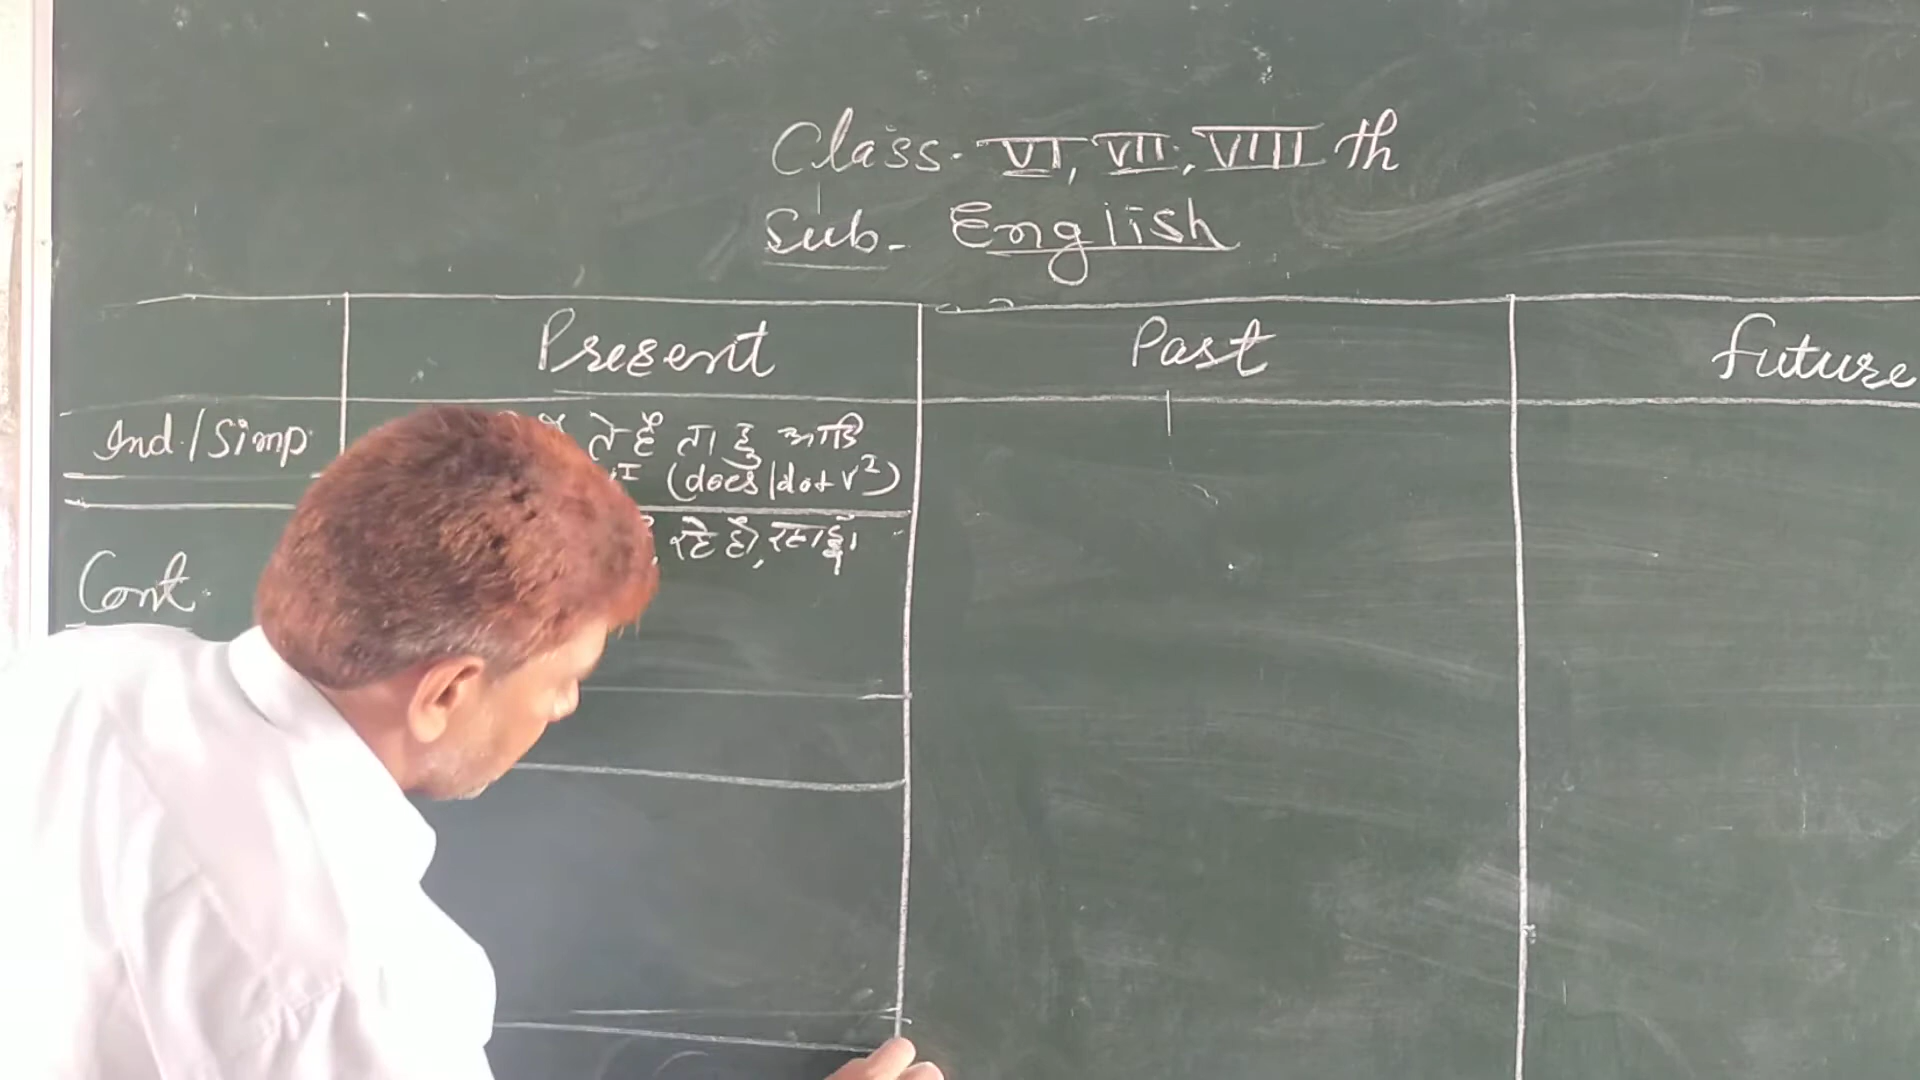 Class. VI, VII, VIII th
Sub. English
Present Past Future
Ind./Simp. ते हैं ता हु आदि
(does/do + V²)
Cont. रहे हो, रहा हूँ।